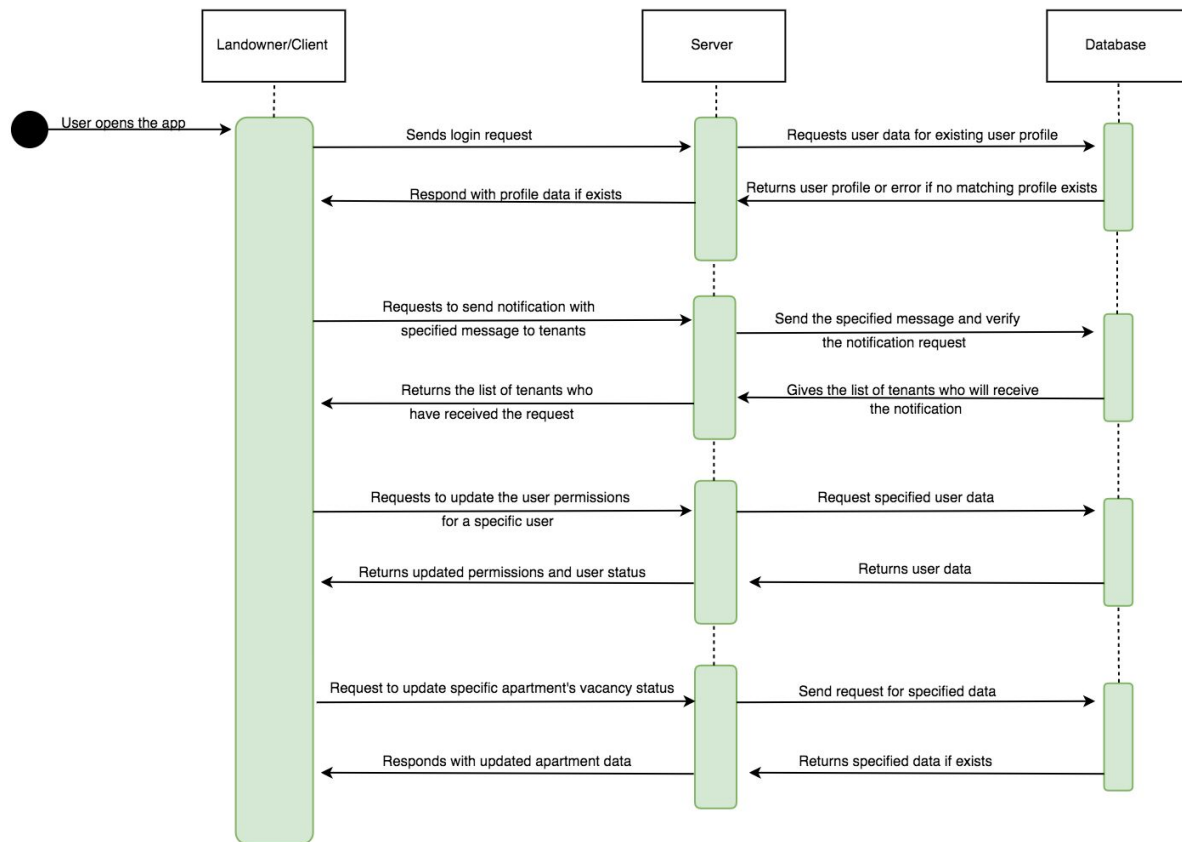 Landowner/Client
Server
Database
User opens the app
Sends login request
Requests user data for existing user profile
Respond with profile data if exists
Returns user profile or error if no matching profile exists
Requests to send notification with
specified message to tenants
Send the specified message and verify
the notification request
Returns the list of tenants who
have received the request
Gives the list of tenants who will receive
the notification
Requests to update the user permissions
for a specific user
Request specified user data
Returns updated permissions and user status
Returns user data
Request to update specific apartment's vacancy status
Send request for specified data
Responds with updated apartment data
Returns specified data if exists